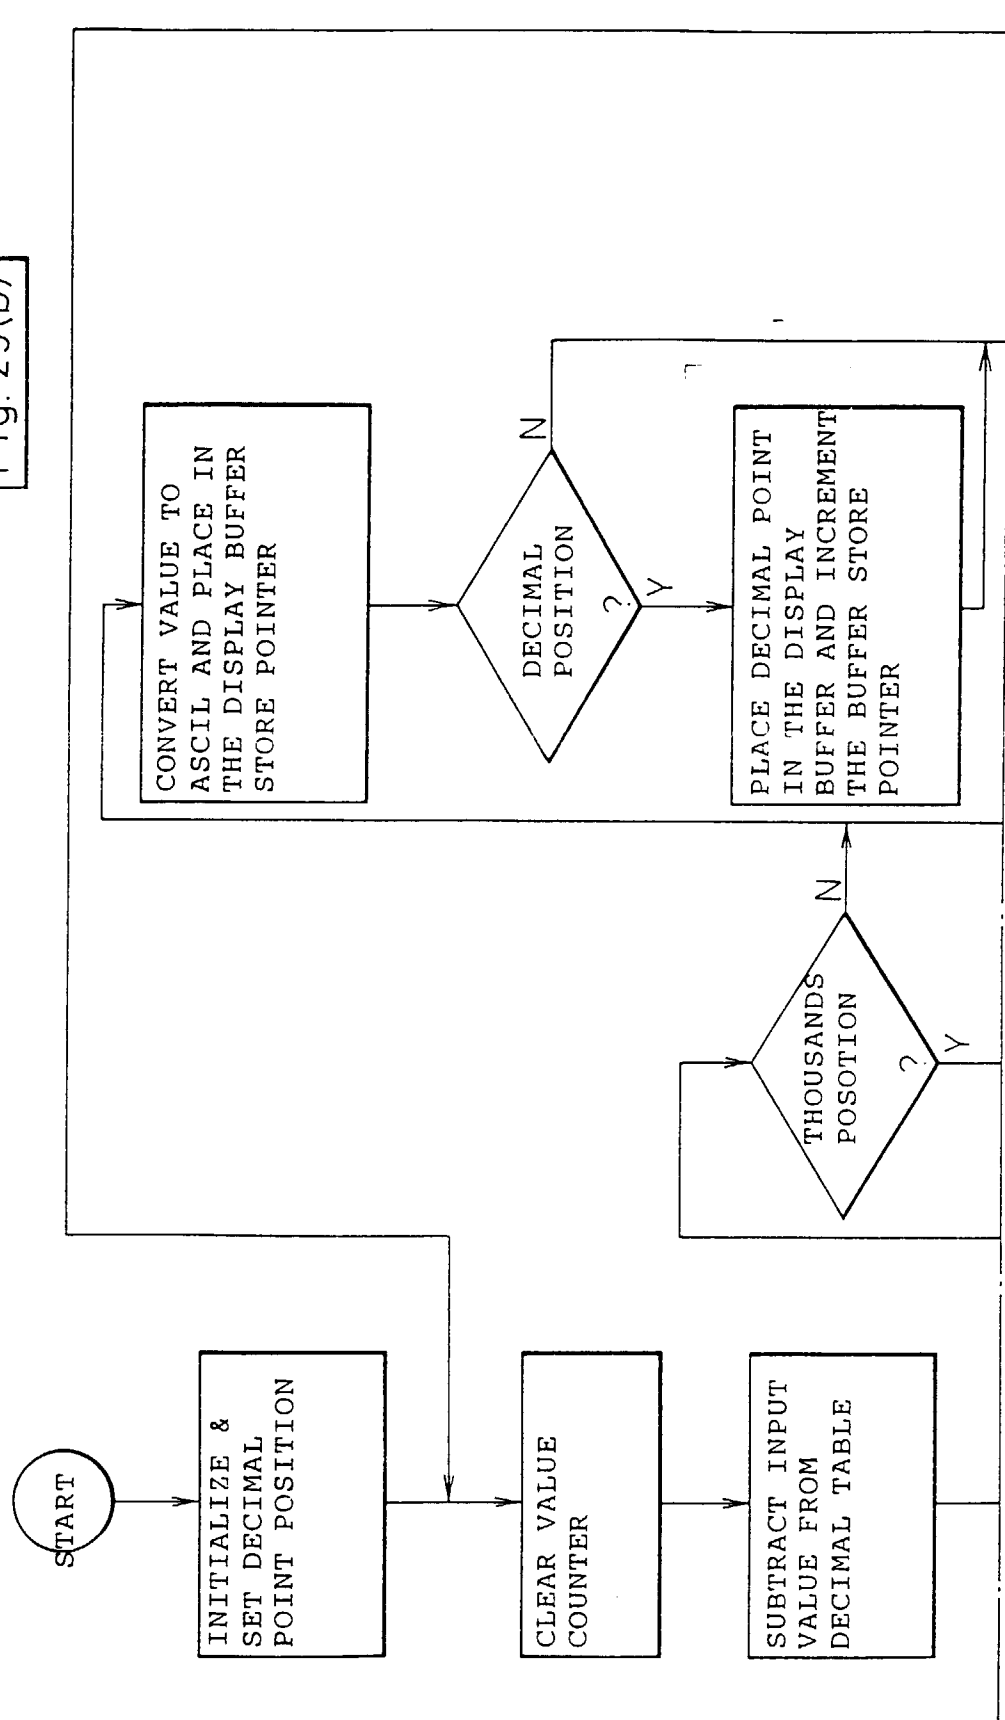 Fig. 29(b)
START
INITIALIZE &
SET DECIMAL
POINT POSITION
CLEAR VALUE
COUNTER
SUBTRACT INPUT
VALUE FROM
DECIMAL TABLE
THOUSANDS
POSOTION
?
N
Y
CONVERT VALUE TO
ASCIL AND PLACE IN
THE DISPLAY BUFFER
STORE POINTER
DECIMAL
POSITION
?
N
Y
PLACE DECIMAL POINT
IN THE DISPLAY
BUFFER AND INCREMENT
THE BUFFER STORE
POINTER